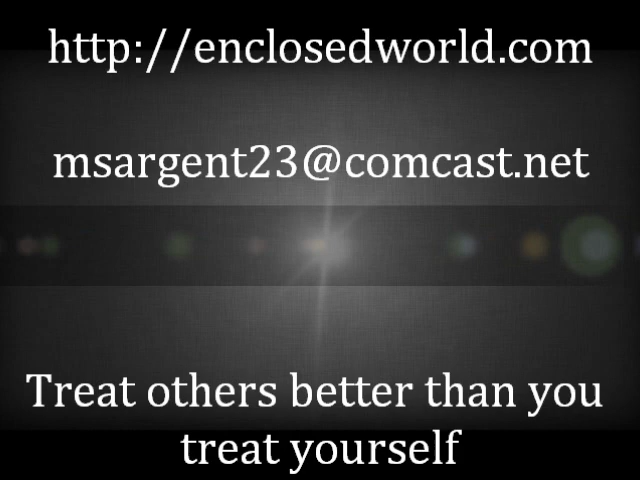 http://enclosedworld.com
msargent23@comcast.net
Treat others better than you
treat yourself